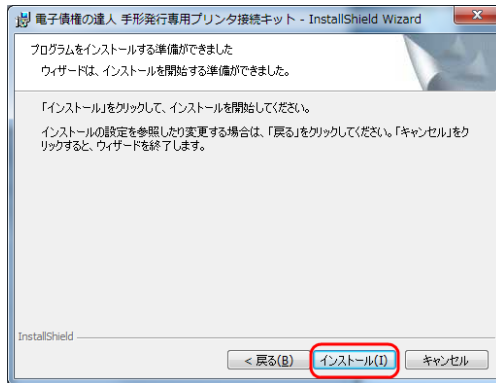 電子債権の達人 手形発行専用プリンタ接続キット - InstallShield Wizard
プログラムをインストールする準備ができました
ウィザードは、インストールを開始する準備ができました。
「インストール」をクリックして、インストールを開始してください。
インストールの設定を参照したり変更する場合は、「戻る」をクリックしてください。「キャンセル」をク
リックすると、ウィザードを終了します。
InstallShield
< 戻る(B) インストール(I) キャンセル